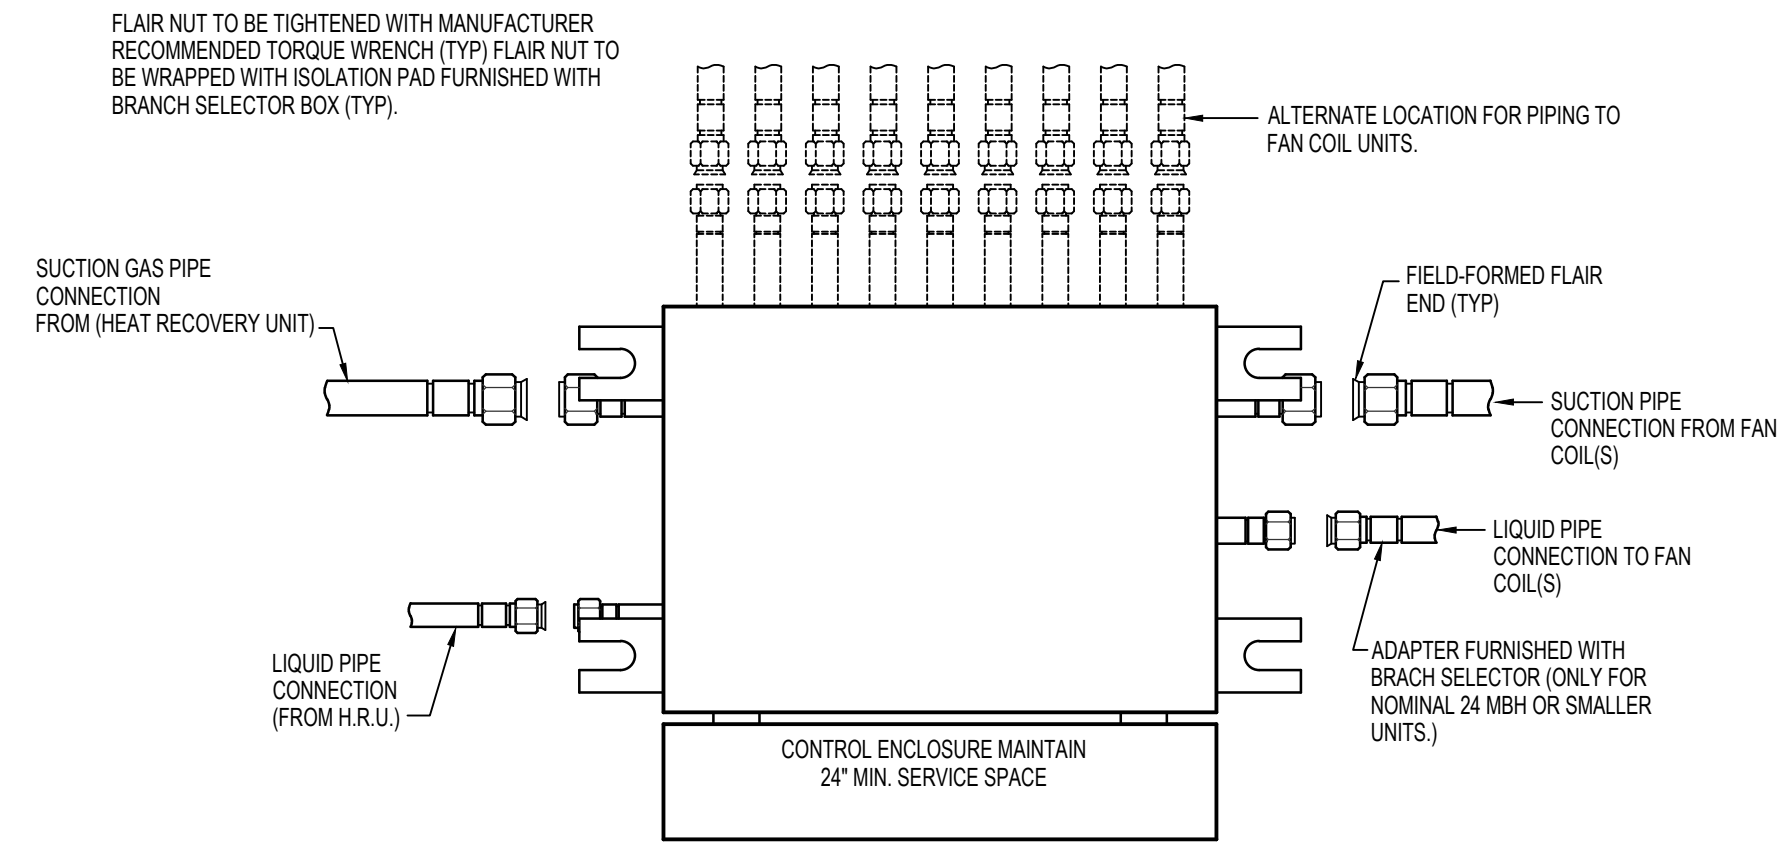 FLAIR NUT TO BE TIGHTENED WITH MANUFACTURER
RECOMMENDED TORQUE WRENCH (TYP) FLAIR NUT TO
BE WRAPPED WITH ISOLATION PAD FURNISHED WITH
BRANCH SELECTOR BOX (TYP).
ALTERNATE LOCATION FOR PIPING TO
FAN COIL UNITS.
SUCTION GAS PIPE
CONNECTION
FROM (HEAT RECOVERY UNIT)
FIELD-FORMED FLAIR
END (TYP)
SUCTION PIPE
CONNECTION FROM FAN
COIL(S)
LIQUID PIPE
CONNECTION TO FAN
COIL(S)
LIQUID PIPE
CONNECTION
(FROM H.R.U.)
ADAPTER FURNISHED WITH
BRACH SELECTOR (ONLY FOR
NOMINAL 24 MBH OR SMALLER
UNITS.)
CONTROL ENCLOSURE MAINTAIN
24" MIN. SERVICE SPACE